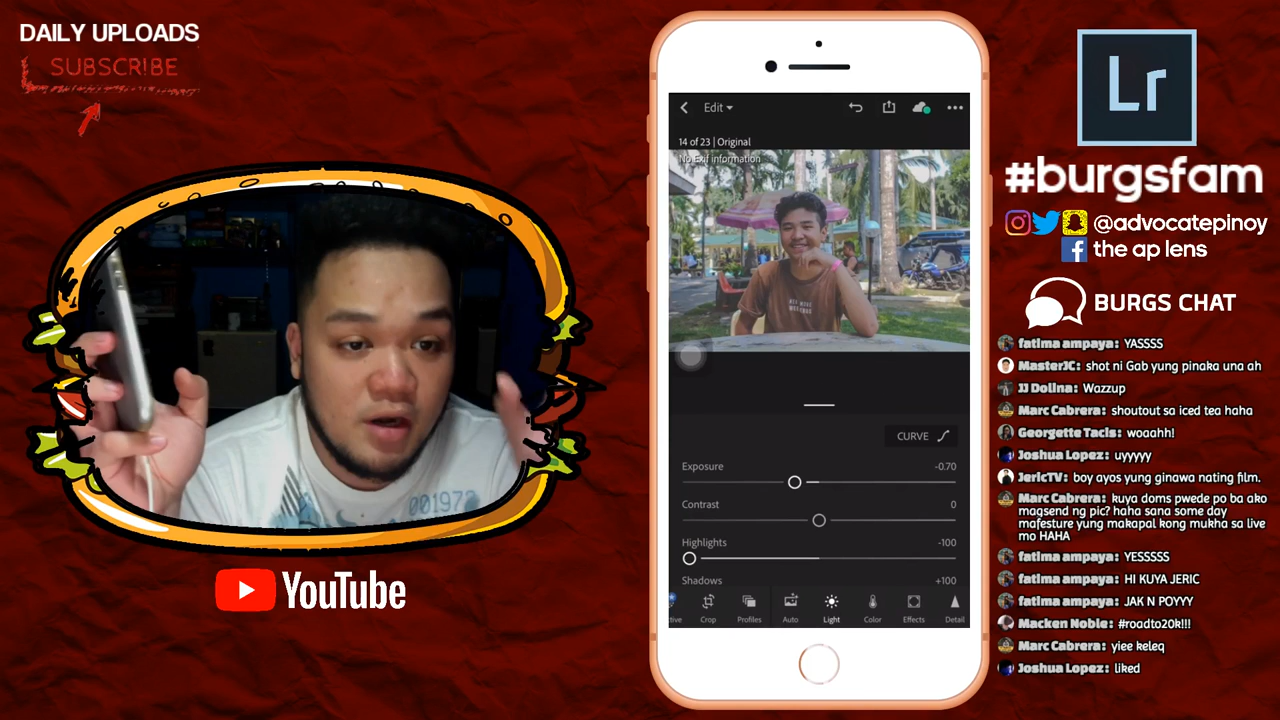 DAILY UPLOADS
SUBSCRIBE
001972
YouTube
Edit
14 of 23 | Original
No Exif information
CURVE
Exposure -0.70
Contrast 0
Highlights -100
Shadows +100
tive Crop Profiles Auto Light Color Effects Detail
Lr
#burgsfam
@advocatepinoy
the ap lens
BURGS CHAT
fatima ampaya: YASSSS
MasterJC: shot ni Gab yung pinaka una ah
JJ Dolina: Wazzup
Marc Cabrera: shoutout sa iced tea haha
Georgette Tacis: woaahh!
Joshua Lopez: uyyyyy
JericTV: boy ayos yung ginawa nating film.
Marc Cabrera: kuya doms pwede po ba ako
magsend ng pic? haha sana some day
mafesture yung makapal kong mukha sa live
mo HAHA
fatima ampaya: YESSSSS
fatima ampaya: HI KUYA JERIC
fatima ampaya: JAK N POYYY
Macken Noble: #roadto20k!!!
Marc Cabrera: yiee keleq
Joshua Lopez: liked